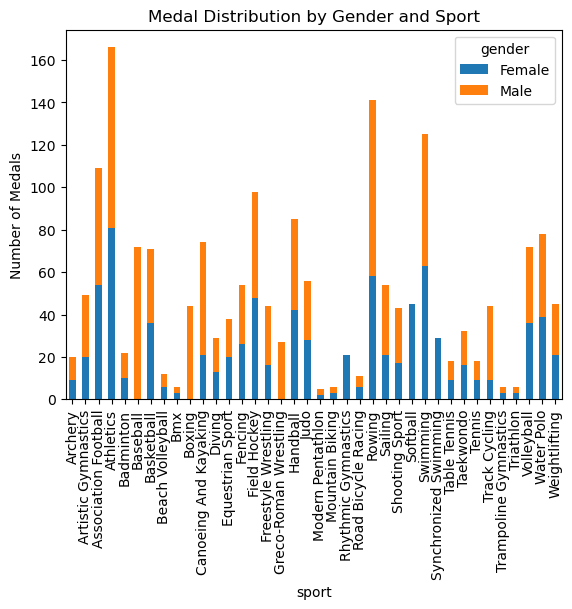 Medal Distribution by Gender and Sport
gender
Female
Male
Number of Medals
160
140
120
100
80
60
40
20
0
Archery
Artistic Gymnastics
Association Football
Athletics
Badminton
Baseball
Basketball
Beach Volleyball
Bmx
Boxing
Canoeing And Kayaking
Diving
Equestrian Sport
Fencing
Field Hockey
Freestyle Wrestling
Greco-Roman Wrestling
Handball
Judo
Modern Pentathlon
Mountain Biking
Rhythmic Gymnastics
Road Bicycle Racing
Rowing
Sailing
Shooting Sport
Softball
Swimming
Synchronized Swimming
Table Tennis
Taekwondo
Tennis
Track Cycling
Trampoline Gymnastics
Triathlon
Volleyball
Water Polo
Weightlifting
sport